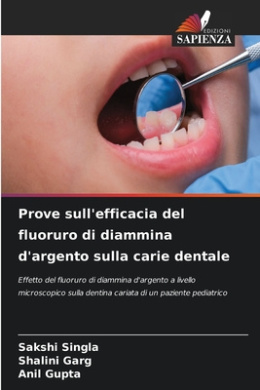 EDIZIONI
SAPIENZA
Prove sull'efficacia del
fluoruro di diammina
d'argento sulla carie dentale
Effetto del fluoruro di diammina d'argento a livello
microscopico sulla dentina cariata di un paziente pediatrico
Sakshi Singla
Shalini Garg
Anil Gupta